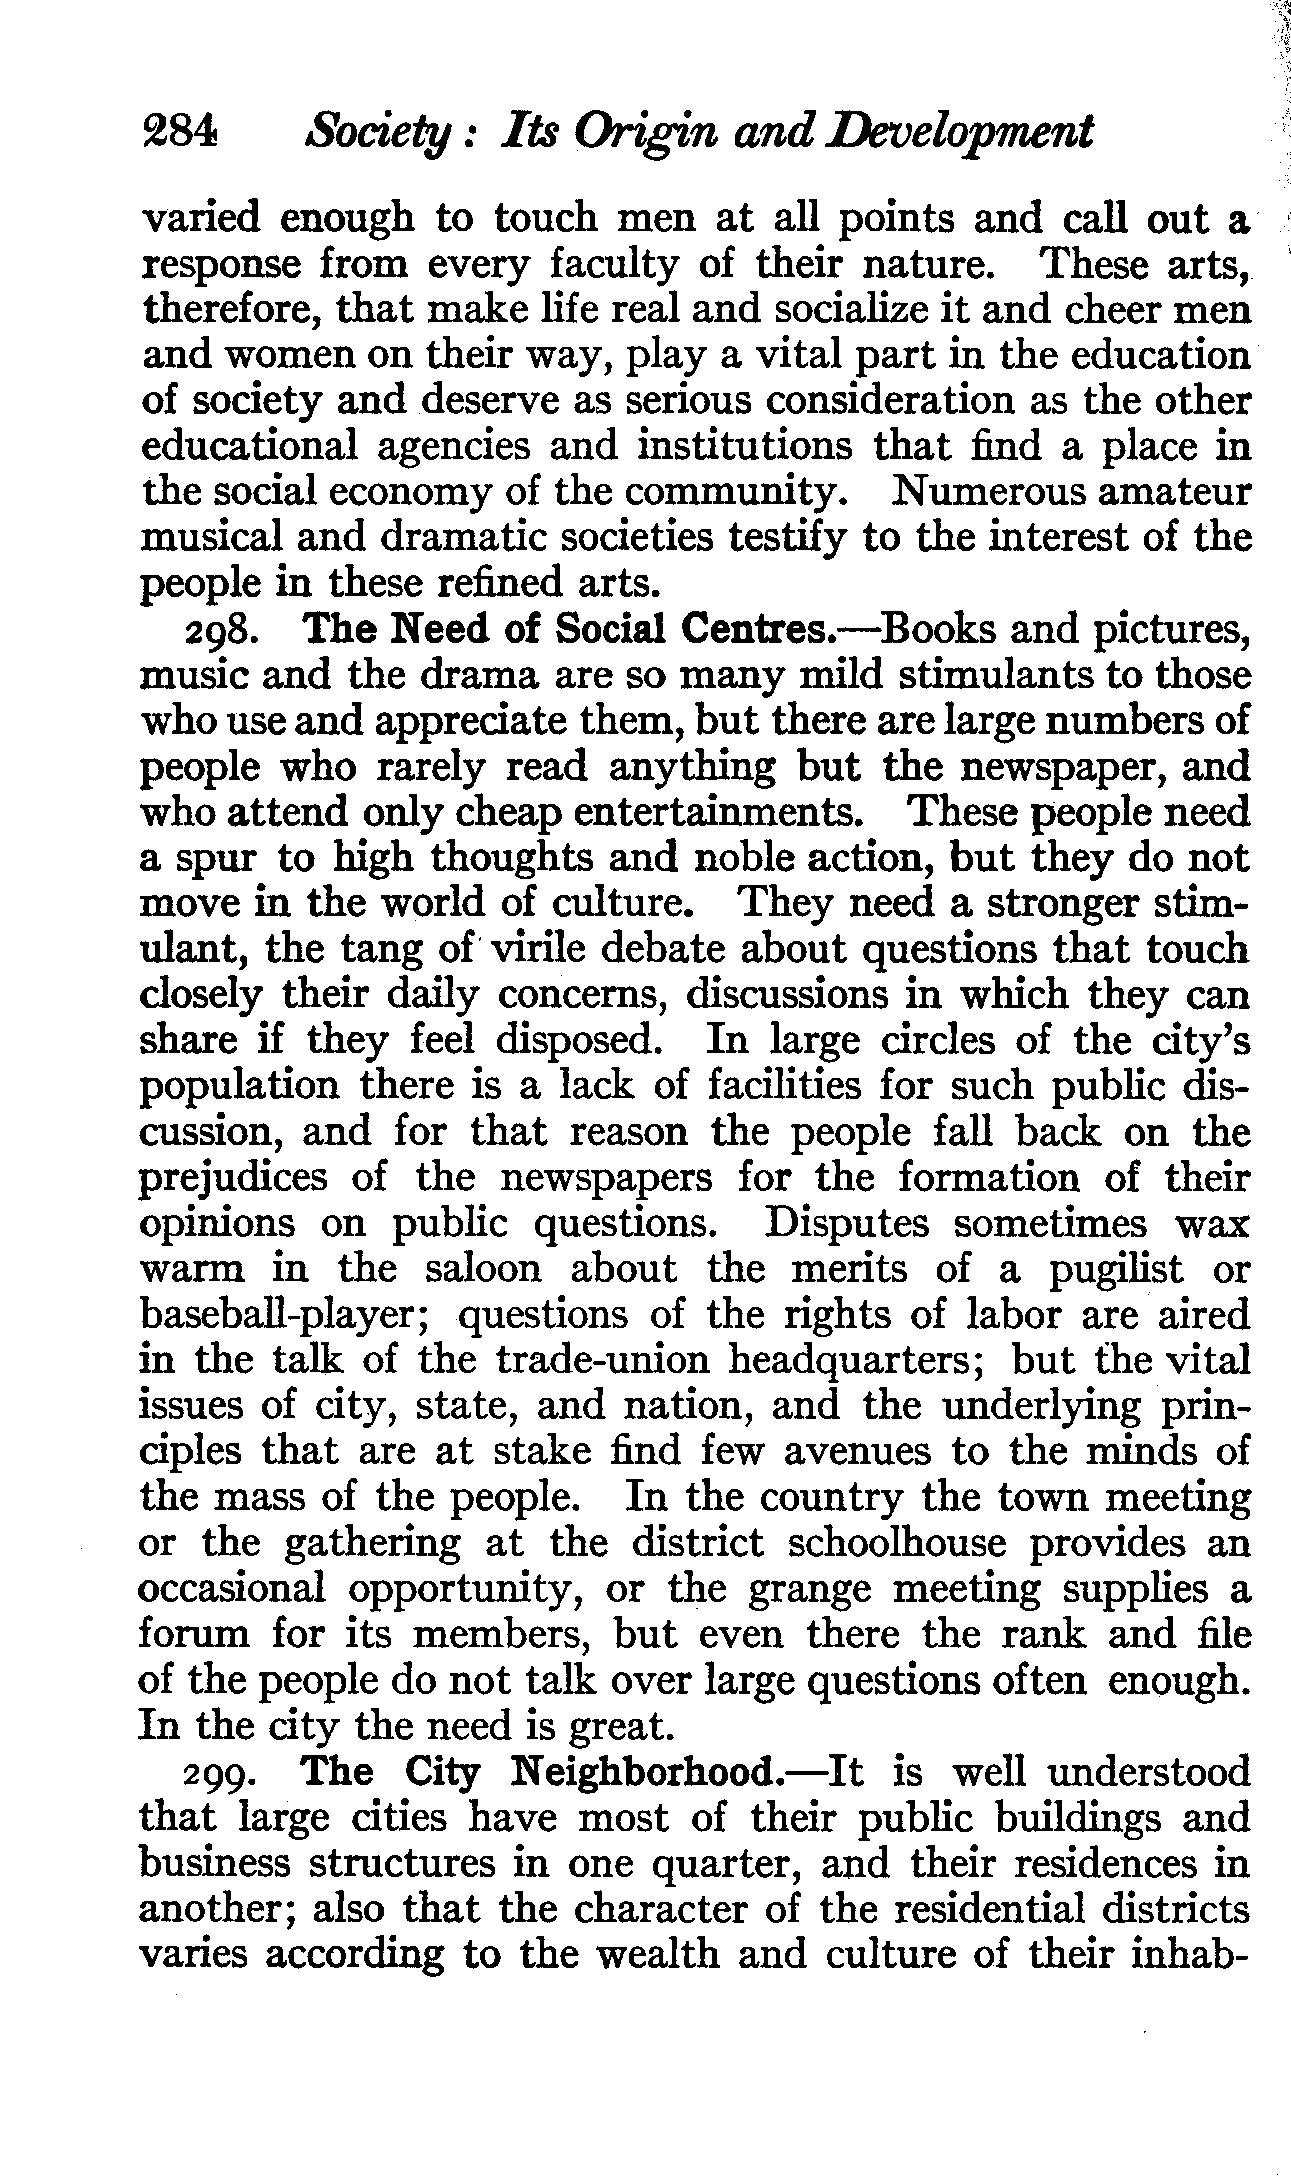 284 Society : Its Origin and Development
varied enough to touch men at all points and call out a
response from every faculty of their nature. These arts,
therefore, that make life real and socialize it and cheer men
and women on their way, play a vital part in the education
of society and deserve as serious consideration as the other
educational agencies and institutions that find a place in
the social economy of the community. Numerous amateur
musical and dramatic societies testify to the interest of the
people in these refined arts.
298. The Need of Social Centres.—Books and pictures,
music and the drama are so many mild stimulants to those
who use and appreciate them, but there are large numbers of
people who rarely read anything but the newspaper, and
who attend only cheap entertainments. These people need
a spur to high thoughts and noble action, but they do not
move in the world of culture. They need a stronger stim-
ulant, the tang of virile debate about questions that touch
closely their daily concerns, discussions in which they can
share if they feel disposed. In large circles of the city's
population there is a lack of facilities for such public dis-
cussion, and for that reason the people fall back on the
prejudices of the newspapers for the formation of their
opinions on public questions. Disputes sometimes wax
warm in the saloon about the merits of a pugilist or
baseball-player; questions of the rights of labor are aired
in the talk of the trade-union headquarters; but the vital
issues of city, state, and nation, and the underlying prin-
ciples that are at stake find few avenues to the minds of
the mass of the people. In the country the town meeting
or the gathering at the district schoolhouse provides an
occasional opportunity, or the grange meeting supplies a
forum for its members, but even there the rank and file
of the people do not talk over large questions often enough.
In the city the need is great.
299. The City Neighborhood.—It is well understood
that large cities have most of their public buildings and
business structures in one quarter, and their residences in
another; also that the character of the residential districts
varies according to the wealth and culture of their inhab-